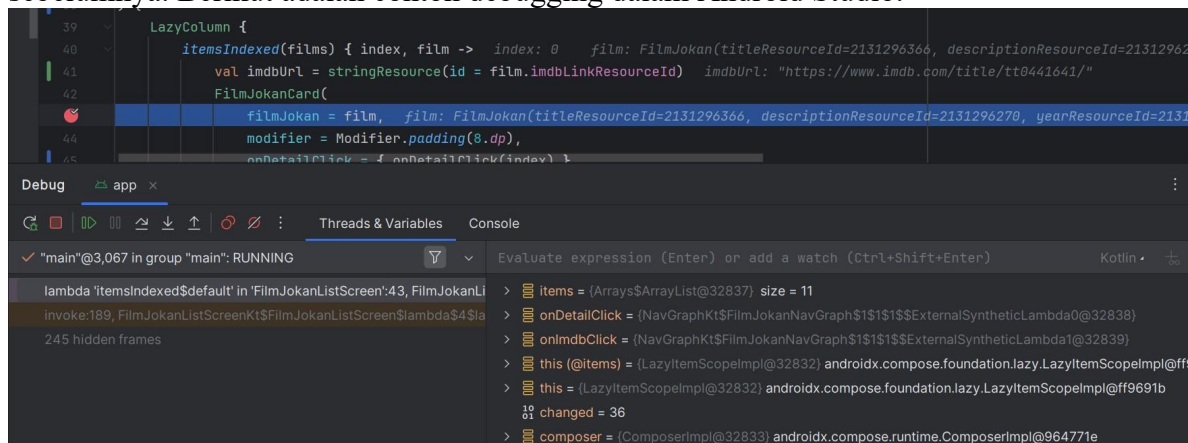 sebelumnya. Berikut adalah contoh debugging dalam Android Studio:
39 LazyColumn {
40 itemsIndexed(films) { index, film -> index: 0 film: FilmJokan(titleResourceId=2131296366, descriptionResourceId=21312962
41 val imdbUrl = stringResource(id = film.imdbLinkResourceId) imdbUrl: "https://www.imdb.com/title/tt0441641/"
42 FilmJokanCard(
filmJokan = film, film: FilmJokan(titleResourceId=2131296366, descriptionResourceId=2131296270, yearResourceId=2131
44 modifier = Modifier.padding(8.dp),
45 onDetailClick = { onDetailClick(index) }
Debug app
Threads & Variables Console
"main"@3,067 in group "main": RUNNING
Evaluate expression (Enter) or add a watch (Ctrl+Shift+Enter) Kotlin
lambda 'itemsIndexed$default' in 'FilmJokanListScreen':43, FilmJokanLi
invoke:189, FilmJokanListScreenKt$FilmJokanListScreen$lambda$4$la
245 hidden frames
items = {Arrays$ArrayList@32837} size = 11
onDetailClick = {NavGraphKt$FilmJokanNavGraph$1$1$1$$ExternalSyntheticLambda0@32838}
onImdbClick = {NavGraphKt$FilmJokanNavGraph$1$1$1$$ExternalSyntheticLambda1@32839}
this (@items) = {LazyItemScopeImpl@32832} androidx.compose.foundation.lazy.LazyItemScopeImpl@ff9
this = {LazyItemScopeImpl@32832} androidx.compose.foundation.lazy.LazyItemScopeImpl@ff9691b
changed = 36
composer = {ComposerImpl@32833} androidx.compose.runtime.ComposerImpl@964771e